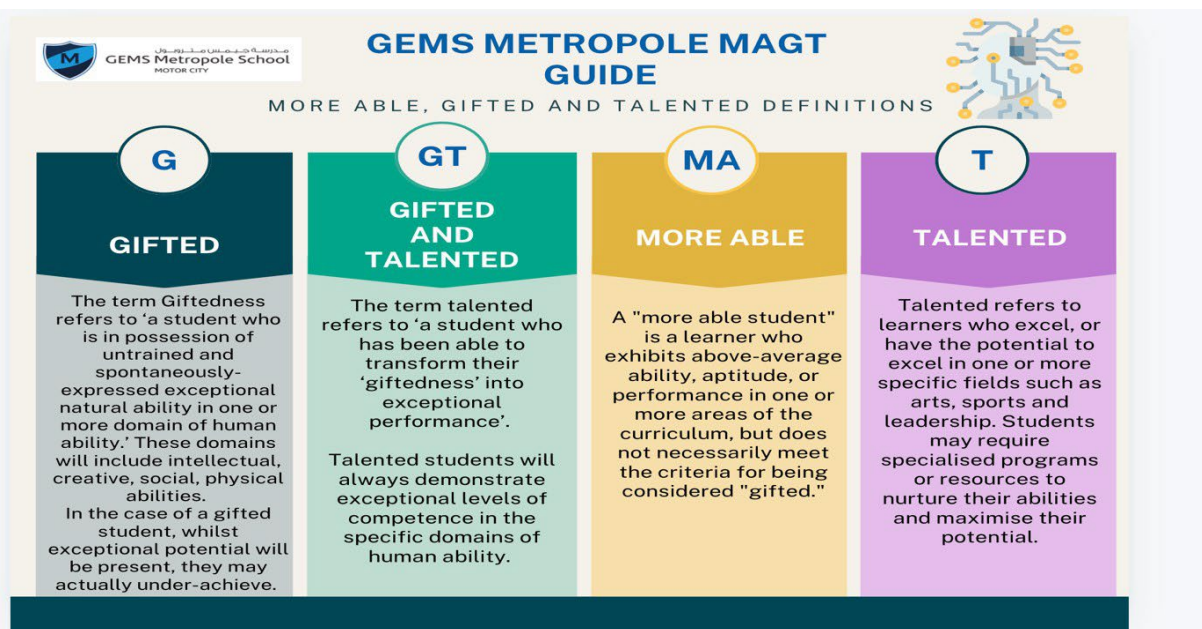 مدرسة جيمس متروبول
GEMS Metropole School
MOTOR CITY
M
GEMS METROPOLE MAGT
GUIDE
MORE ABLE, GIFTED AND TALENTED DEFINITIONS
G
GIFTED
The term Giftedness
refers to ‘a student who
is in possession of
untrained and
spontaneously-
expressed exceptional
natural ability in one or
more domain of human
ability.’ These domains
will include intellectual,
creative, social, physical
abilities.
In the case of a gifted
student, whilst
exceptional potential will
be present, they may
actually under-achieve.
GT
GIFTED
AND
TALENTED
The term talented
refers to ‘a student who
has been able to
transform their
‘giftedness’ into
exceptional
performance’.
Talented students will
always demonstrate
exceptional levels of
competence in the
specific domains of
human ability.
MA
MORE ABLE
A "more able student"
is a learner who
exhibits above-average
ability, aptitude, or
performance in one or
more areas of the
curriculum, but does
not necessarily meet
the criteria for being
considered "gifted."
T
TALENTED
Talented refers to
learners who excel, or
have the potential to
excel in one or more
specific fields such as
arts, sports and
leadership. Students
may require
specialised programs
or resources to
nurture their abilities
and maximise their
potential.